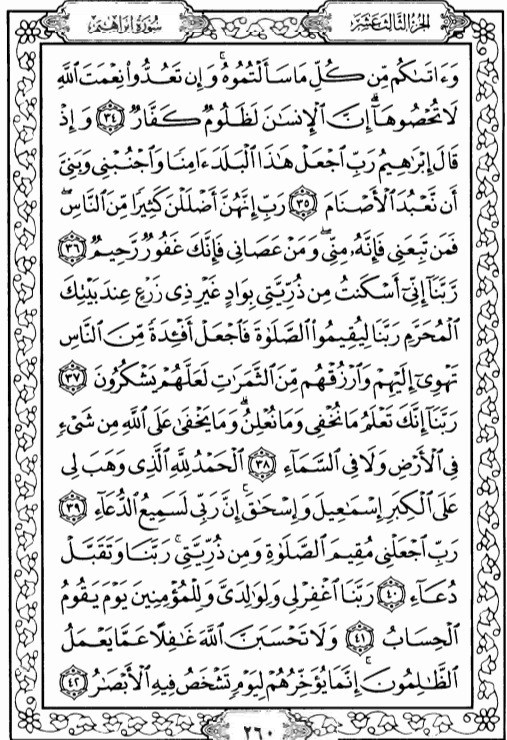 الجزء الثالث عشر
سورة إبراهيم
وَءَاتَىٰكُم مِّن كُلِّ مَا سَأَلْتُمُوهُ ۚ وَإِن تَعُدُّوا۟ نِعْمَتَ ٱللَّهِ
لَا تُحْصُوهَآ ۗ إِنَّ ٱلْإِنسَـٰنَ لَظَلُومٌ كَفَّارٌ ٣٤ وَإِذْ
قَالَ إِبْرَٰهِيمُ رَبِّ ٱجْعَلْ هَـٰذَا ٱلْبَلَدَ ءَامِنًا وَٱجْنُبْنِى وَبَنِىَّ
أَن نَّعْبُدَ ٱلْأَصْنَامَ ٣٥ رَبِّ إِنَّهُنَّ أَضْلَلْنَ كَثِيرًا مِّنَ ٱلنَّاسِ ۖ
فَمَن تَبِعَنِى فَإِنَّهُۥ مِنِّى ۖ وَمَنْ عَصَانِى فَإِنَّكَ غَفُورٌ رَّحِيمٌ ٣٦
رَّبَّنَآ إِنِّىٓ أَسْكَنتُ مِن ذُرِّيَّتِى بِوَادٍ غَيْرِ ذِى زَرْعٍ عِندَ بَيْتِكَ
ٱلْمُحَرَّمِ رَبَّنَا لِيُقِيمُوا۟ ٱلصَّلَوٰةَ فَٱجْعَلْ أَفْـِٔدَةً مِّنَ ٱلنَّاسِ
تَهْوِىٓ إِلَيْهِمْ وَٱرْزُقْهُم مِّنَ ٱلثَّمَرَٰتِ لَعَلَّهُمْ يَشْكُرُونَ ٣٧
رَبَّنَآ إِنَّكَ تَعْلَمُ مَا نُخْفِى وَمَا نُعْلِنُ ۗ وَمَا يَخْفَىٰ عَلَى ٱللَّهِ مِن شَىْءٍ
فِى ٱلْأَرْضِ وَلَا فِى ٱلسَّمَآءِ ٣٨ ٱلْحَمْدُ لِلَّهِ ٱلَّذِى وَهَبَ لِى
عَلَى ٱلْكِبَرِ إِسْمَـٰعِيلَ وَإِسْحَـٰقَ ۚ إِنَّ رَبِّى لَسَمِيعُ ٱلدُّعَآءِ ٣٩
رَبِّ ٱجْعَلْنِى مُقِيمَ ٱلصَّلَوٰةِ وَمِن ذُرِّيَّتِى ۚ رَبَّنَا وَتَقَبَّلْ
دُعَآءِ ٤٠ رَبَّنَا ٱغْفِرْ لِى وَلِوَٰلِدَىَّ وَلِلْمُؤْمِنِينَ يَوْمَ يَقُومُ
ٱلْحِسَابُ ٤١ وَلَا تَحْسَبَنَّ ٱللَّهَ غَـٰفِلًا عَمَّا يَعْمَلُ
ٱلظَّـٰلِمُونَ ۚ إِنَّمَا يُؤَخِّرُهُمْ لِيَوْمٍ تَشْخَصُ فِيهِ ٱلْأَبْصَـٰرُ ٤٢
٢٦٠